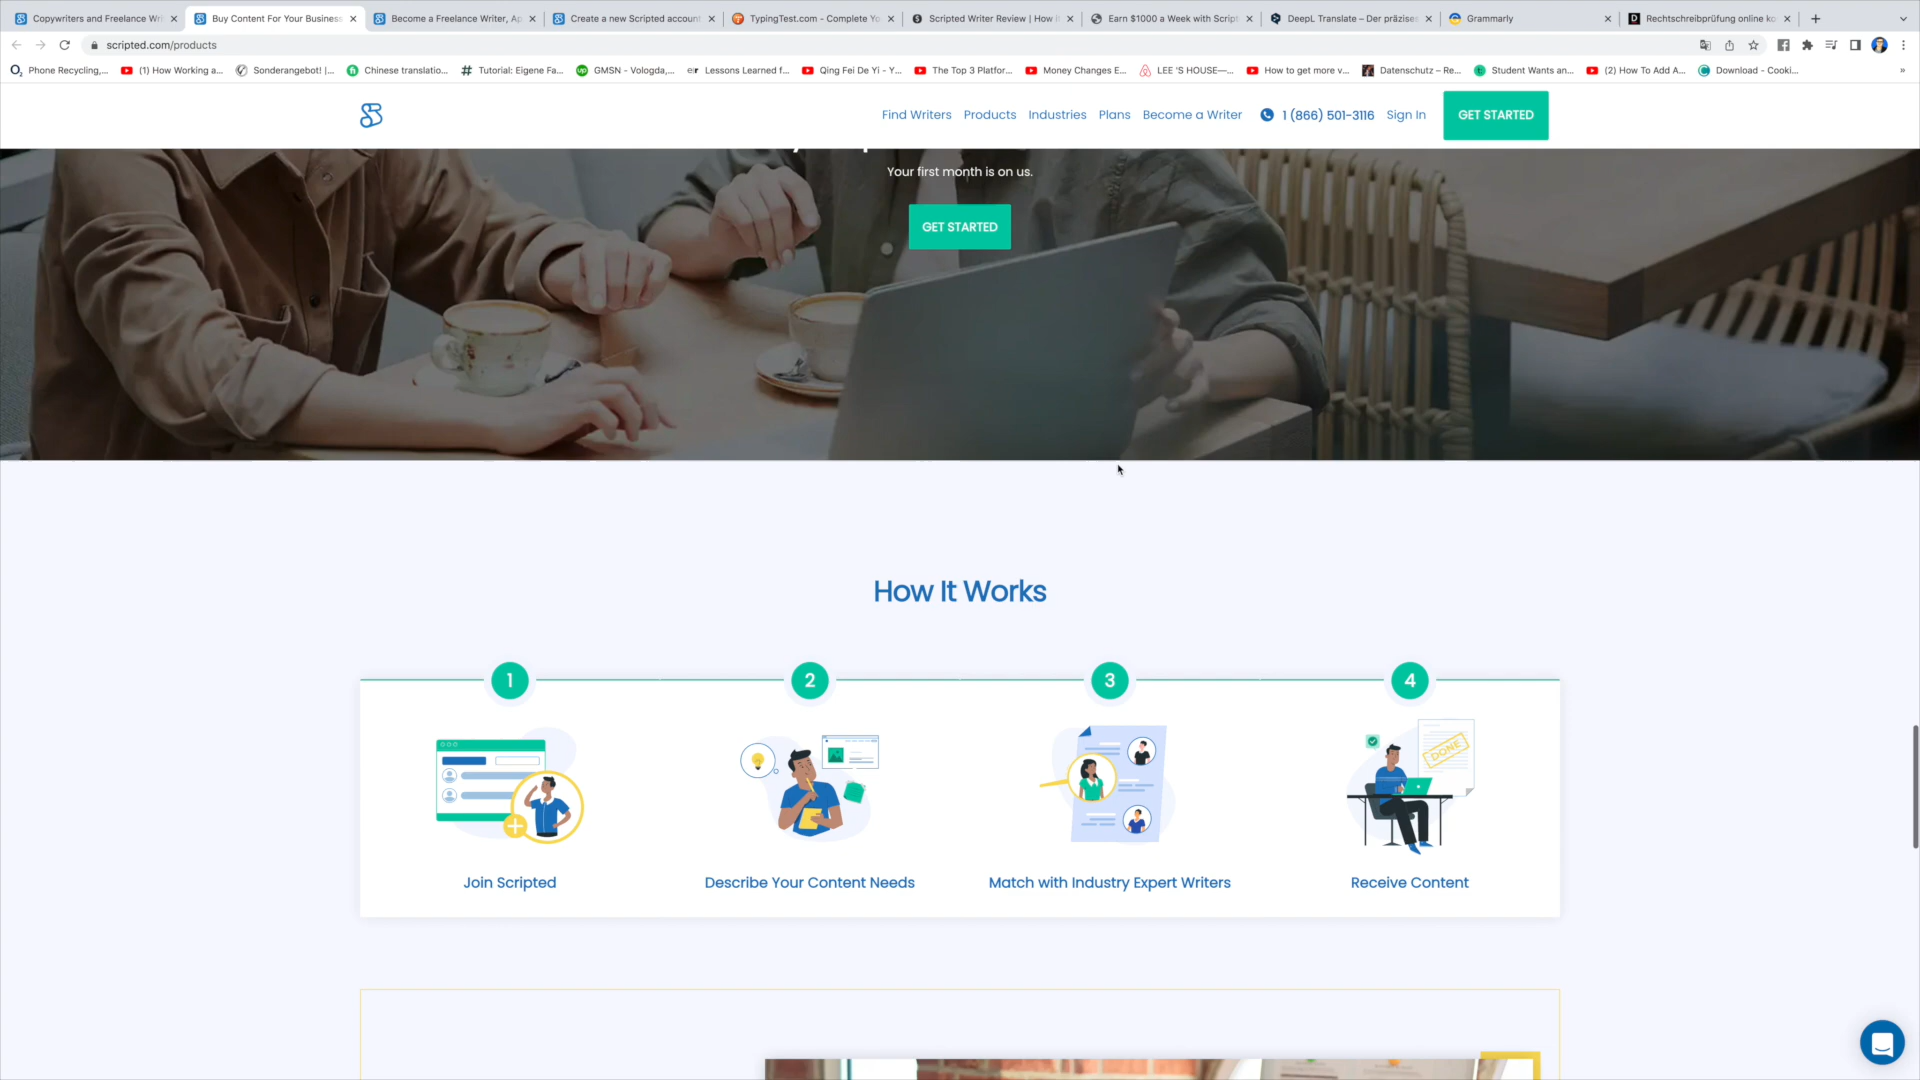 Copywriters and Freelance Wri
Buy Content For Your Business
Become a Freelance Writer, Ap
Create a new Scripted account
TypingTest.com - Complete Yo
Scripted Writer Review | How
Earn $1000 a Week with Script
DeepL Translate – Der präzises
Grammarly
Rechtschreibprüfung online ko
scripted.com/products
Phone Recycling,...
(1) How Working a...
Sonderangebot! |...
Chinese translatio...
Tutorial: Eigene Fa...
GMSN - Vologda,...
Lessons Learned f...
Qing Fei De Yi - Y...
The Top 3 Platfor...
Money Changes E...
LEE 'S HOUSE—...
How to get more v...
Datenschutz – Re...
Student Wants an...
(2) How To Add A...
Download - Cooki...
»
Find Writers
Products
Industries
Plans
Become a Writer
1 (866) 501-3116
Sign In
GET STARTED
Your first month is on us.
GET STARTED
How It Works
1
2
3
4
DONE
Join Scripted
Describe Your Content Needs
Match with Industry Expert Writers
Receive Content